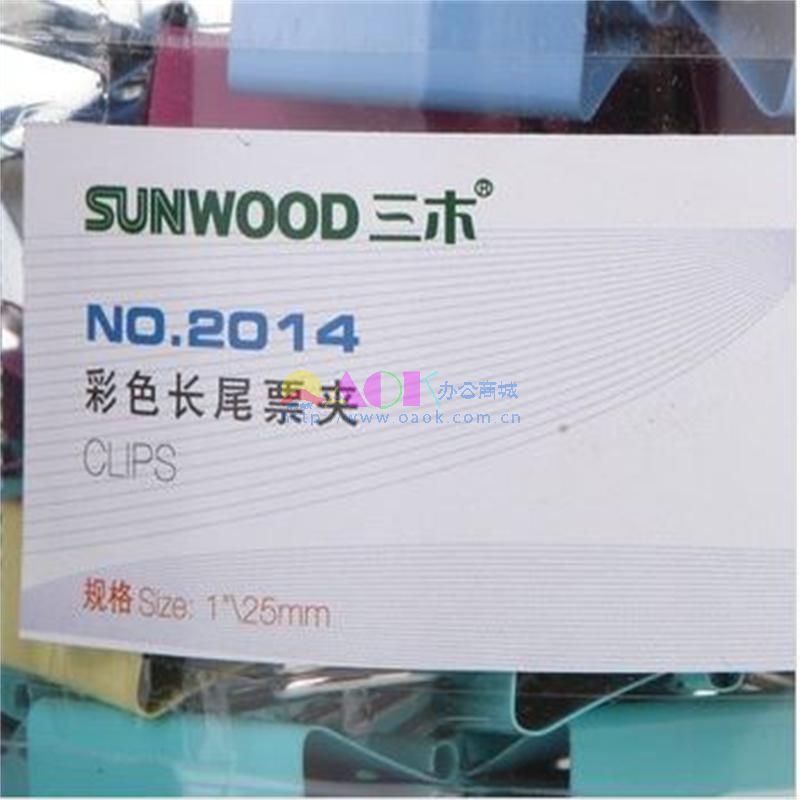 SUNWOOD 三木®
NO.2014
彩色长尾票夹
OAOK 办公商城
http://www.oaok.com.cn
CLIPS
规格 Size: 1"\25mm